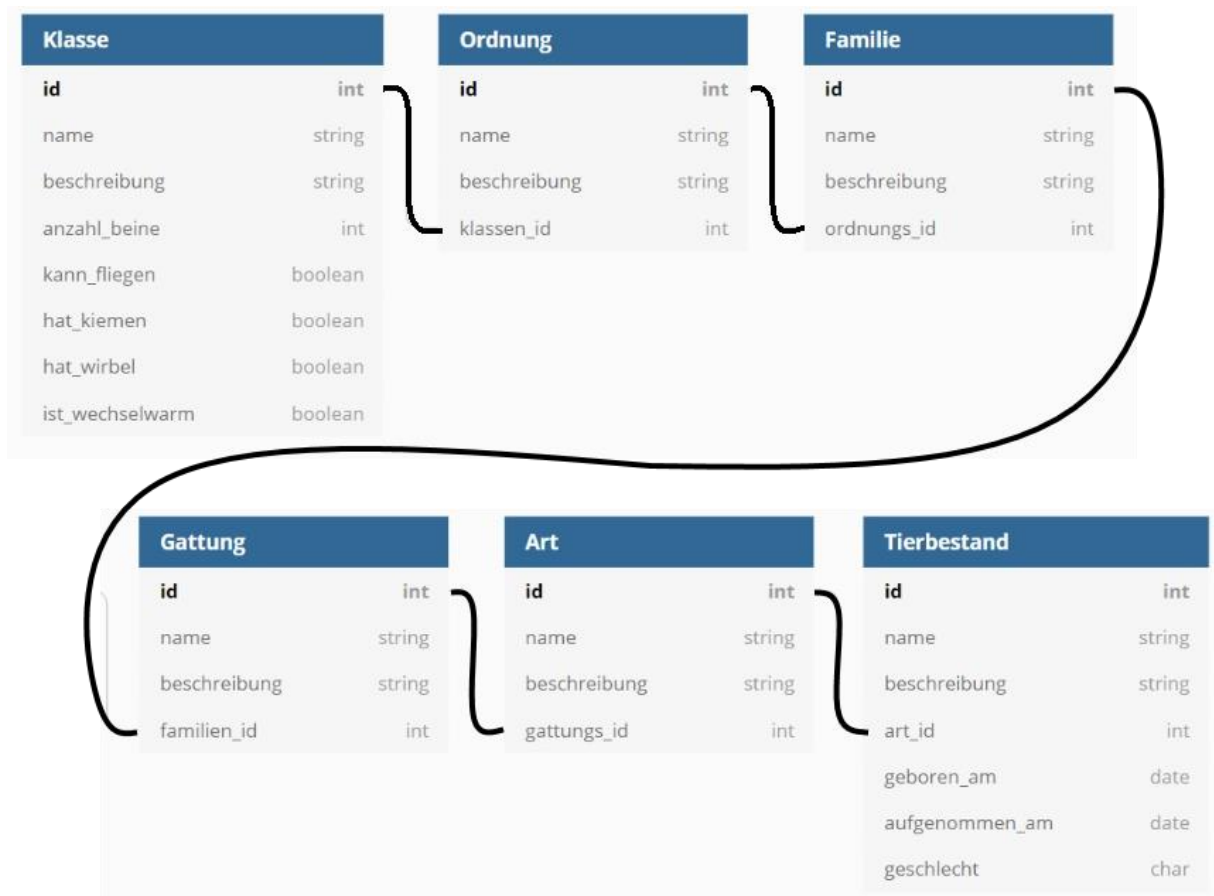 Klasse
id int
name string
beschreibung string
anzahl_beine int
kann_fliegen boolean
hat_kiemen boolean
hat_wirbel boolean
ist_wechselwarm boolean
Ordnung
id int
name string
beschreibung string
klassen_id int
Familie
id int
name string
beschreibung string
ordnungs_id int
Gattung
id int
name string
beschreibung string
familien_id int
Art
id int
name string
beschreibung string
gattungs_id int
Tierbestand
id int
name string
beschreibung string
art_id int
geboren_am date
aufgenommen_am date
geschlecht char